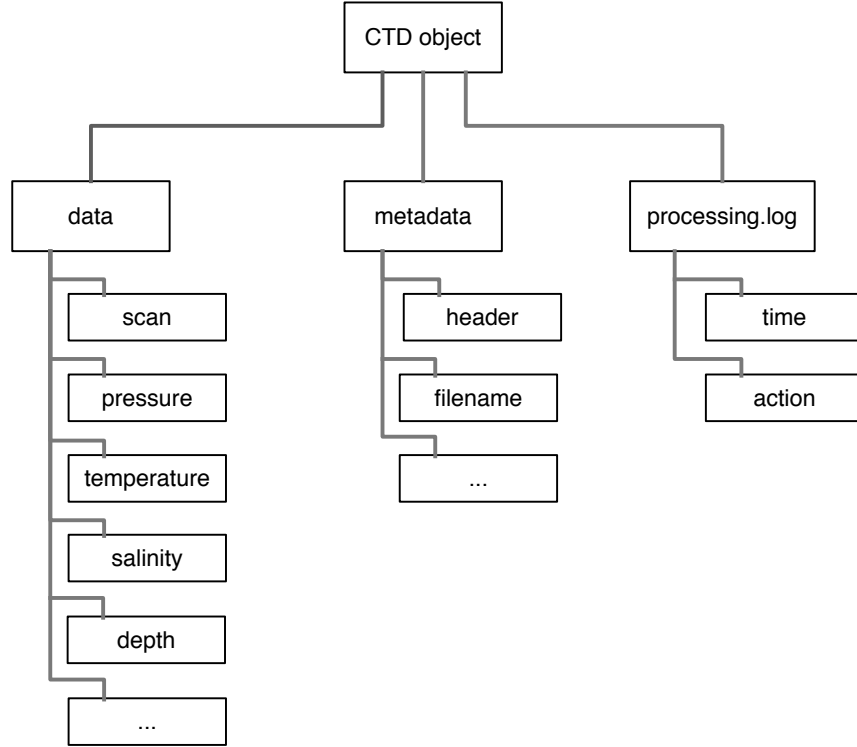 CTD object
data
metadata
processing.log
scan
header
time
pressure
filename
action
temperature
...
salinity
depth
...